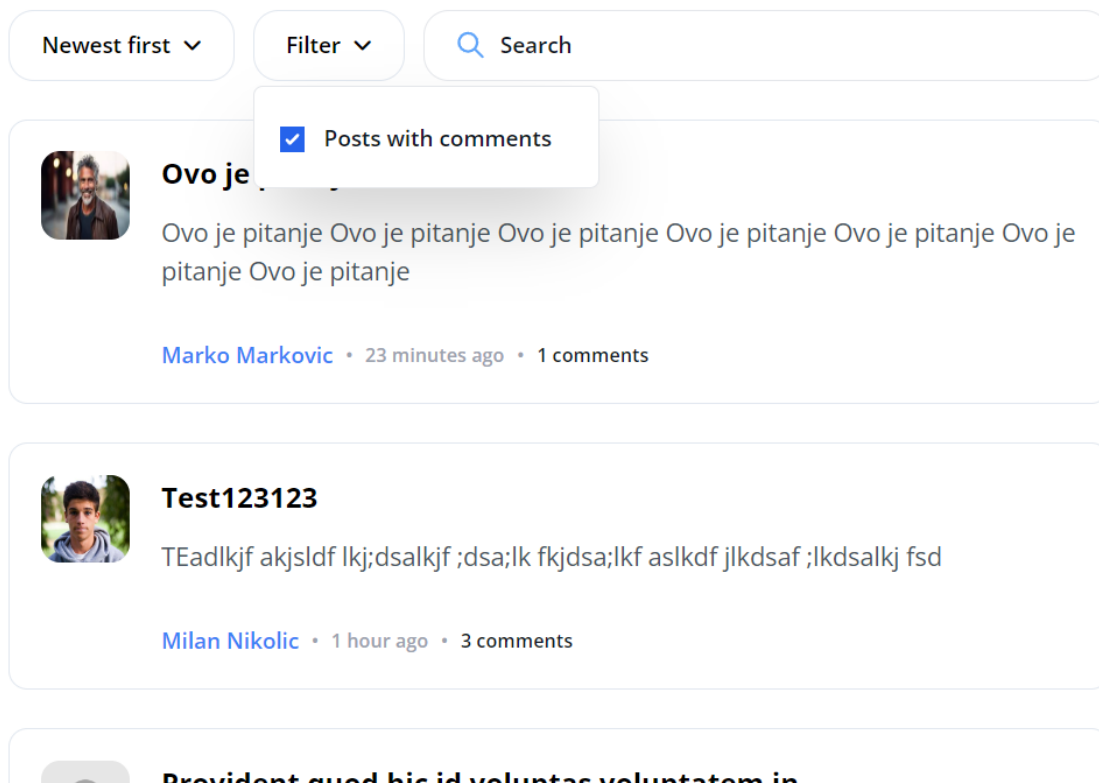 Newest first
Filter
Search
Posts with comments
Ovo je
Ovo je pitanje Ovo je pitanje Ovo je pitanje Ovo je pitanje Ovo je pitanje Ovo je
pitanje Ovo je pitanje
Marko Markovic • 23 minutes ago • 1 comments
Test123123
TEadlkjf akjsldf lkj;dsalkjf ;dsa;lk fkjdsa;lkf aslkdf jlkdsaf ;lkdsalkj fsd
Milan Nikolic • 1 hour ago • 3 comments
Provident quod hic id voluptas voluptatem in